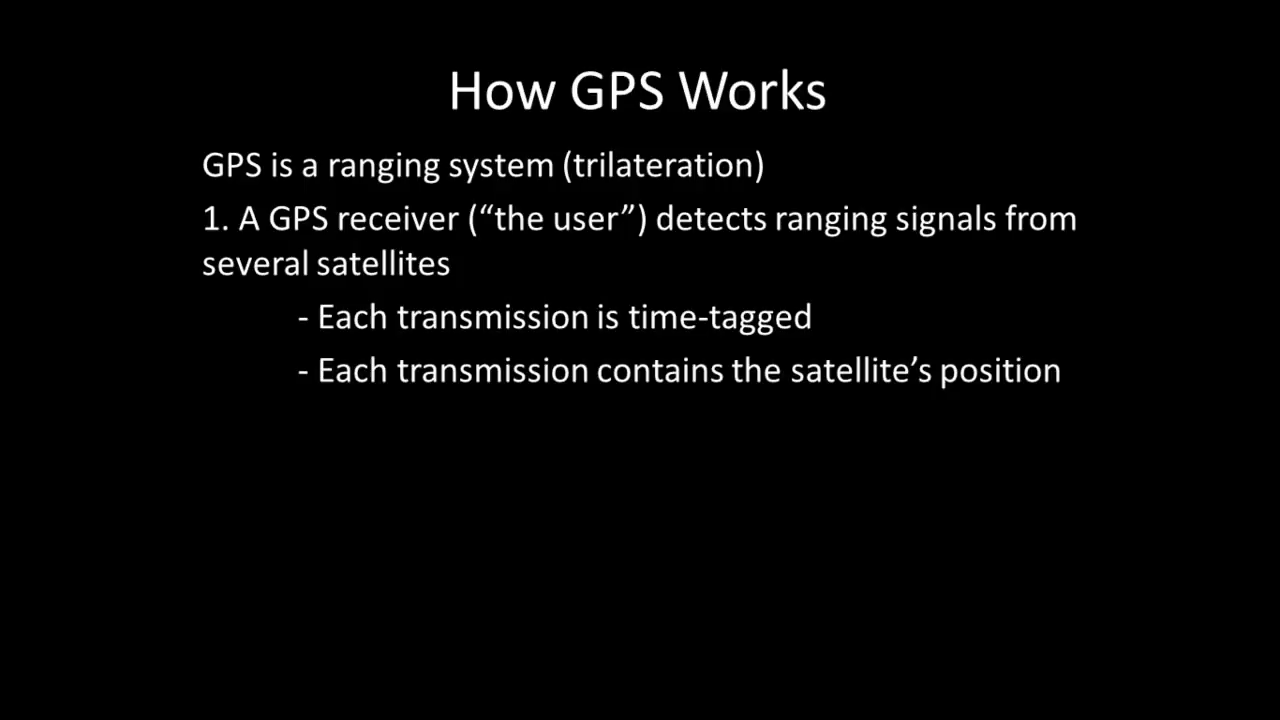 How GPS Works
GPS is a ranging system (trilateration)
1. A GPS receiver (“the user”) detects ranging signals from
several satellites
- Each transmission is time-tagged
- Each transmission contains the satellite’s position